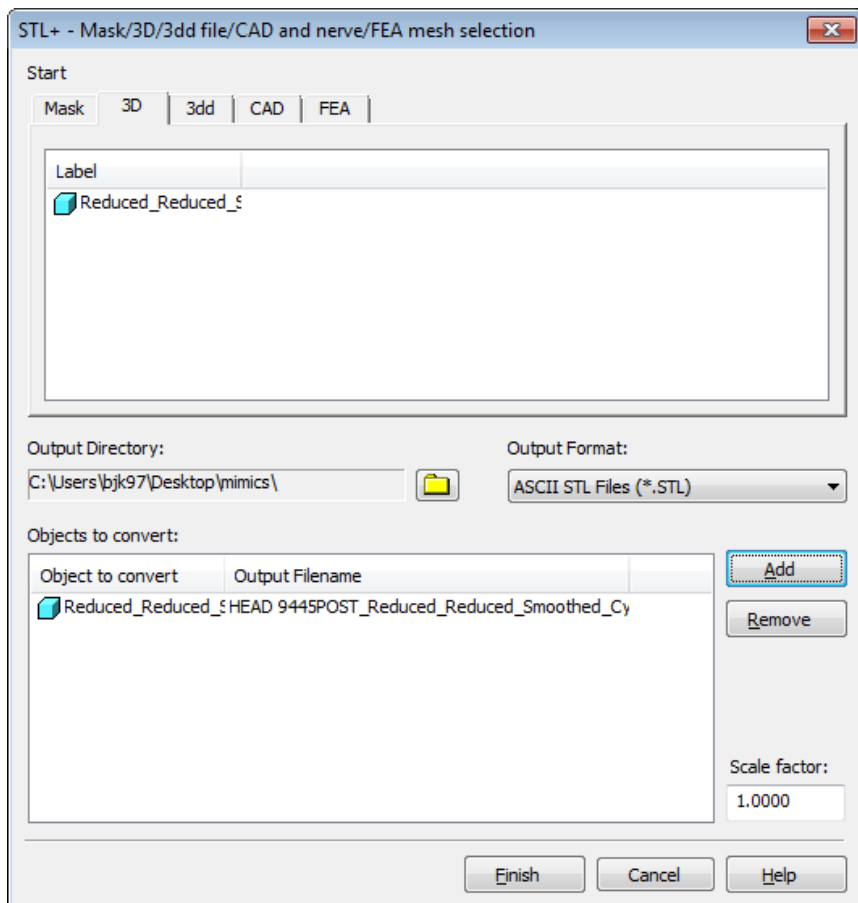 STL+ - Mask/3D/3dd file/CAD and nerve/FEA mesh selection
Start
Mask 3D 3dd CAD FEA
Label
Reduced_Reduced_S
Output Directory: Output Format:
C:\Users\bjk97\Desktop\mimics\ ASCII STL Files (*.STL)
Objects to convert:
Object to convert Output Filename Add
Reduced_Reduced_S HEAD 9445POST_Reduced_Reduced_Smoothed_Cy Remove
Scale factor:
1.0000
Finish Cancel Help